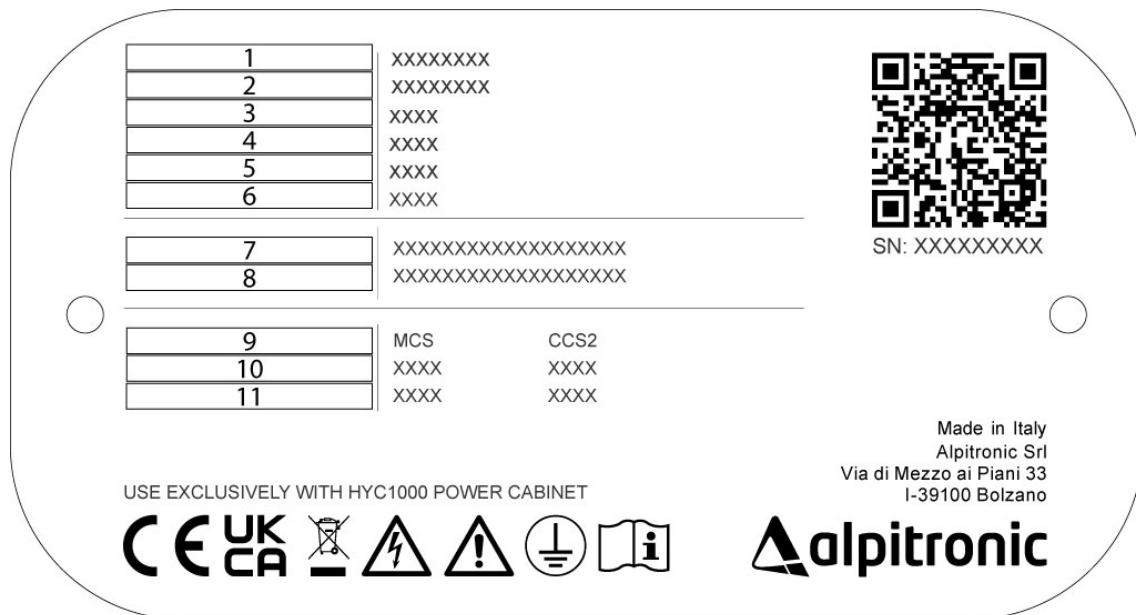 1 XXXXXXXX
2 XXXXXXXX
3 XXXX
4 XXXX
5 XXXX
6 XXXX
SN: XXXXXXXXX
7 XXXXXXXXXXXXXXXXXXX
8 XXXXXXXXXXXXXXXXXXX
9 MCS CCS2
10 XXXX XXXX
11 XXXX XXXX
Made in Italy
Alpitronic Srl
Via di Mezzo ai Piani 33
I-39100 Bolzano
USE EXCLUSIVELY WITH HYC1000 POWER CABINET
CE UK
CA
i
alpitronic